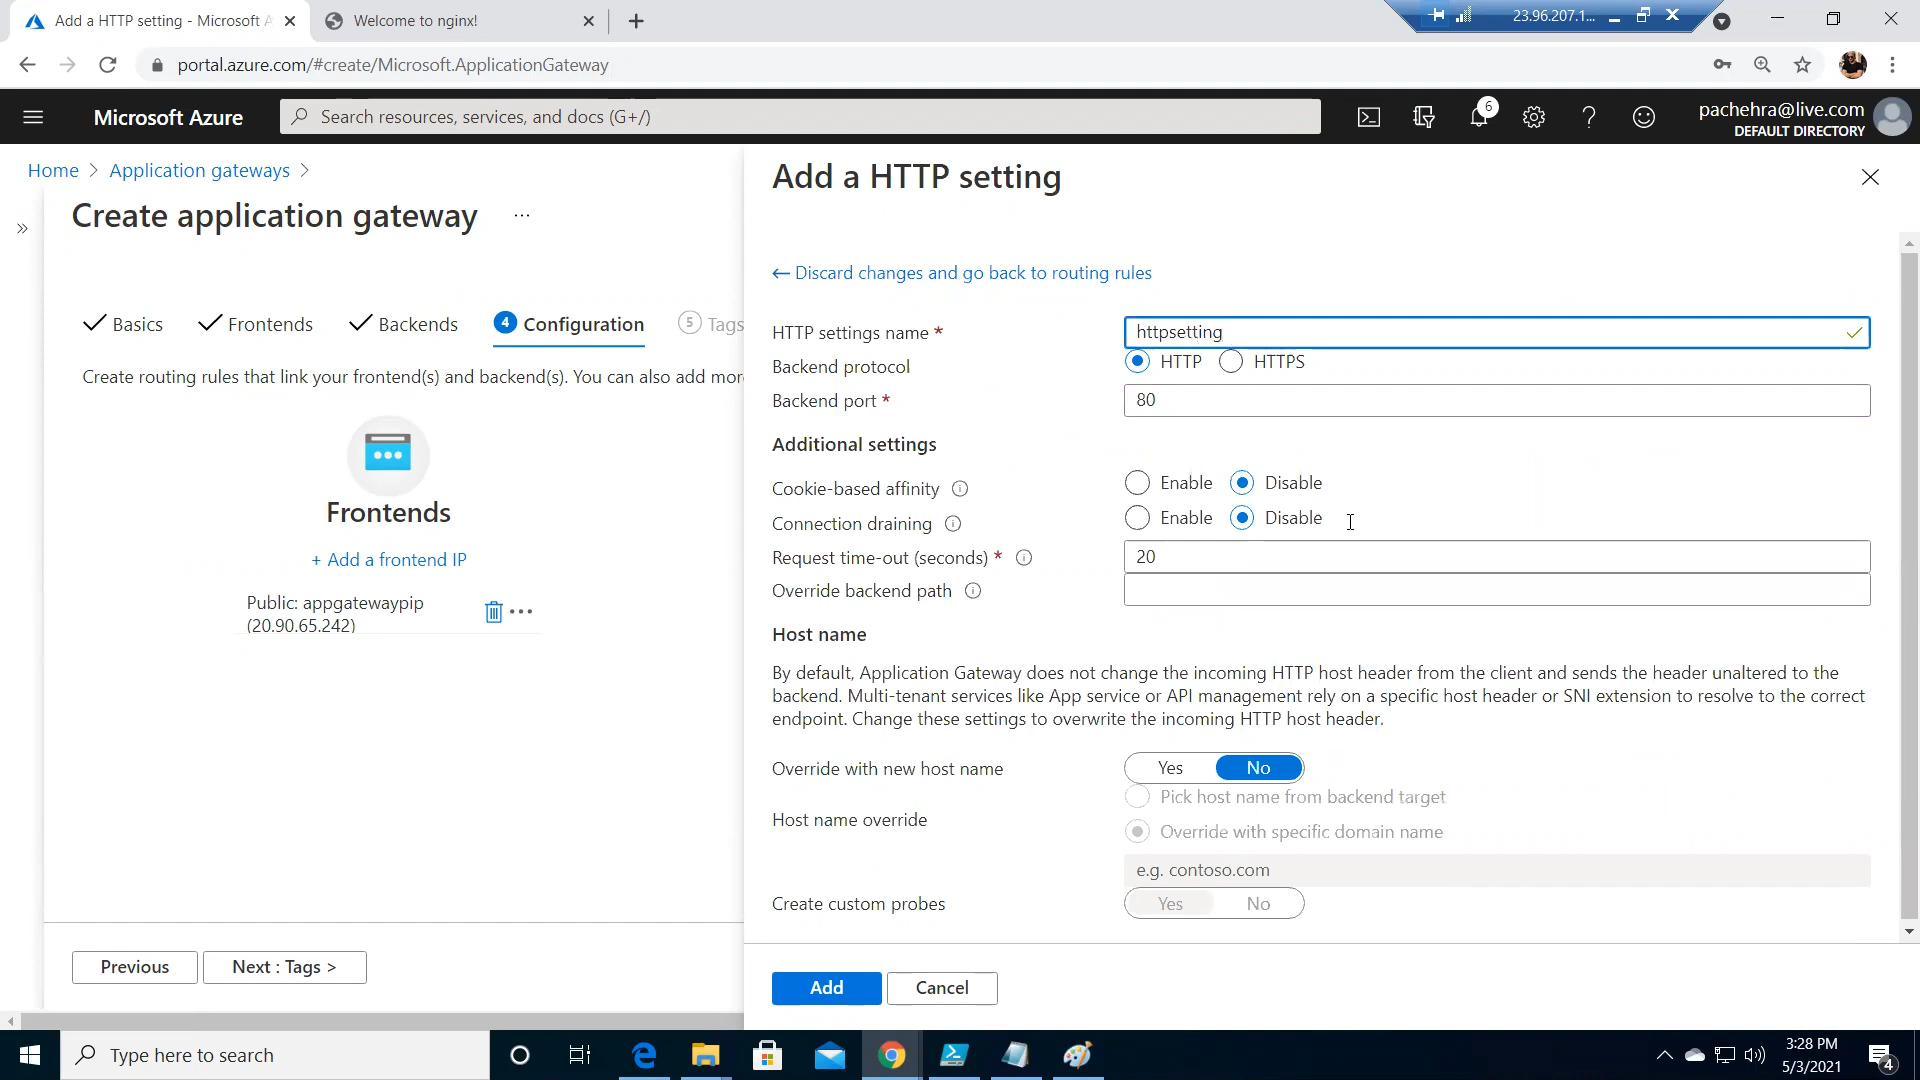 Add a HTTP setting - Microsoft A
Welcome to nginx!
23.96.207.1...
portal.azure.com/#create/Microsoft.ApplicationGateway
Microsoft Azure
Search resources, services, and docs (G+/)
6
pachehra@live.com
DEFAULT DIRECTORY
Home > Application gateways >
Create application gateway ...
Basics
Frontends
Backends
4 Configuration
5 Tags
Create routing rules that link your frontend(s) and backend(s). You can also add mor
Frontends
+ Add a frontend IP
Public: appgatewaypip
(20.90.65.242)
Previous
Next : Tags >
Add a HTTP setting
← Discard changes and go back to routing rules
HTTP settings name *
httpsetting
Backend protocol
HTTP HTTPS
Backend port *
80
Additional settings
Cookie-based affinity
Enable Disable
Connection draining
Enable Disable
Request time-out (seconds) *
20
Override backend path
Host name
By default, Application Gateway does not change the incoming HTTP host header from the client and sends the header unaltered to the
backend. Multi-tenant services like App service or API management rely on a specific host header or SNI extension to resolve to the correct
endpoint. Change these settings to overwrite the incoming HTTP host header.
Override with new host name
Yes No
Pick host name from backend target
Host name override
Override with specific domain name
e.g. contoso.com
Create custom probes
Yes No
Add
Cancel
Type here to search
3:28 PM
5/3/2021
4